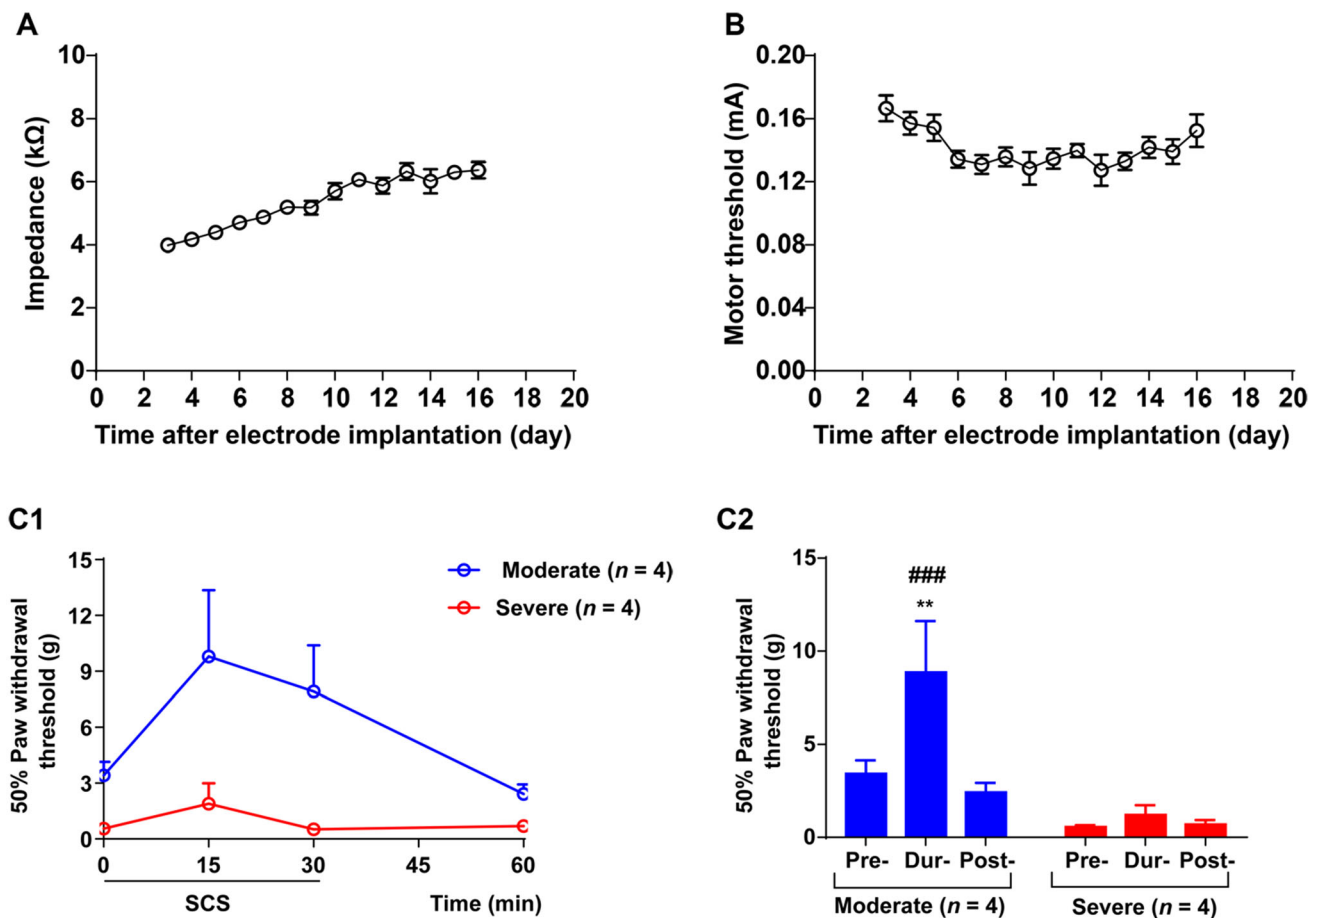 A
10
8
6
4
2
0
Impedance (kΩ)
0 2 4 6 8 10 12 14 16 18 20
Time after electrode implantation (day)
B
0.20
0.16
0.12
0.08
0.04
0.00
Motor threshold (mA)
0 2 4 6 8 10 12 14 16 18 20
Time after electrode implantation (day)
C1
15
12
9
6
3
0
50% Paw withdrawal
threshold (g)
Moderate (n = 4)
Severe (n = 4)
0 15 30 45 60
SCS
Time (min)
C2
15
10
5
0
50% Paw withdrawal
threshold (g)
###
**
Pre- Dur- Post- Pre- Dur- Post-
Moderate (n = 4) Severe (n = 4)